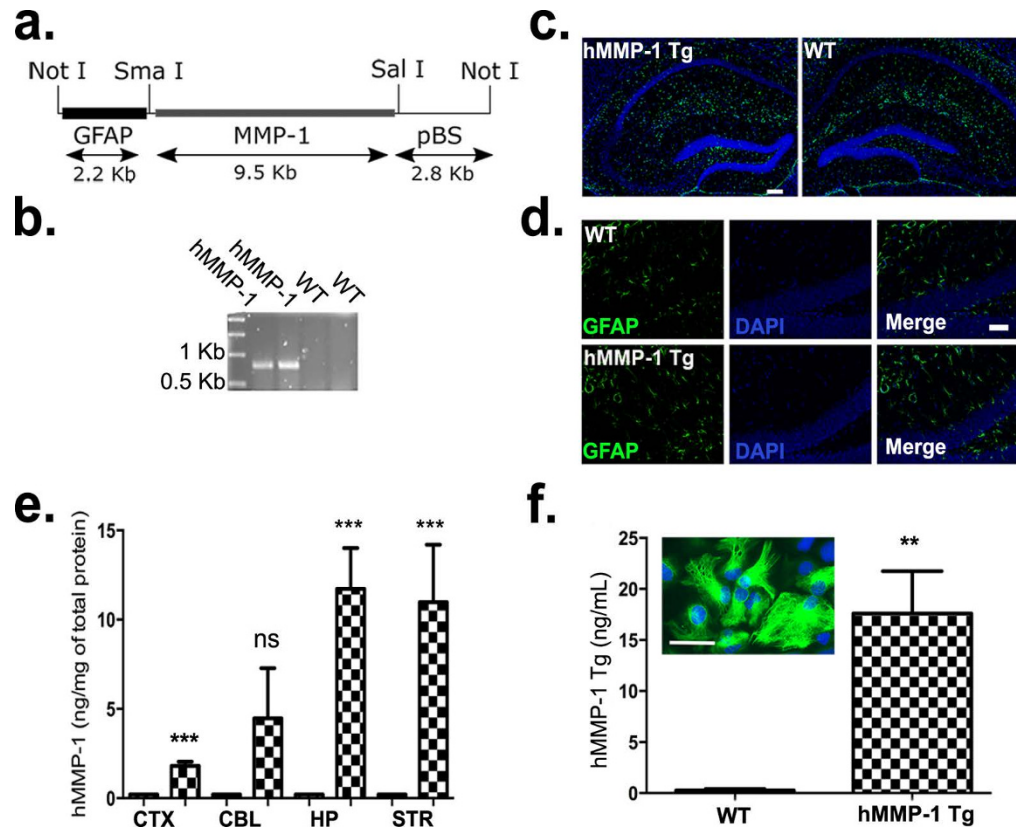 a.
Not I Sma I Sal I Not I
GFAP MMP-1 pBS
2.2 Kb 9.5 Kb 2.8 Kb
b.
hMMP-1 hMMP-1 WT WT
1 Kb
0.5 Kb
c.
hMMP-1 Tg WT
d.
WT
GFAP DAPI Merge
hMMP-1 Tg
GFAP DAPI Merge
e.
hMMP-1 (ng/mg of total protein)
15
10
5
0
*** ns *** ***
CTX CBL HP STR
f.
hMMP-1 Tg (ng/mL)
25
20
15
10
5
0
**
WT hMMP-1 Tg